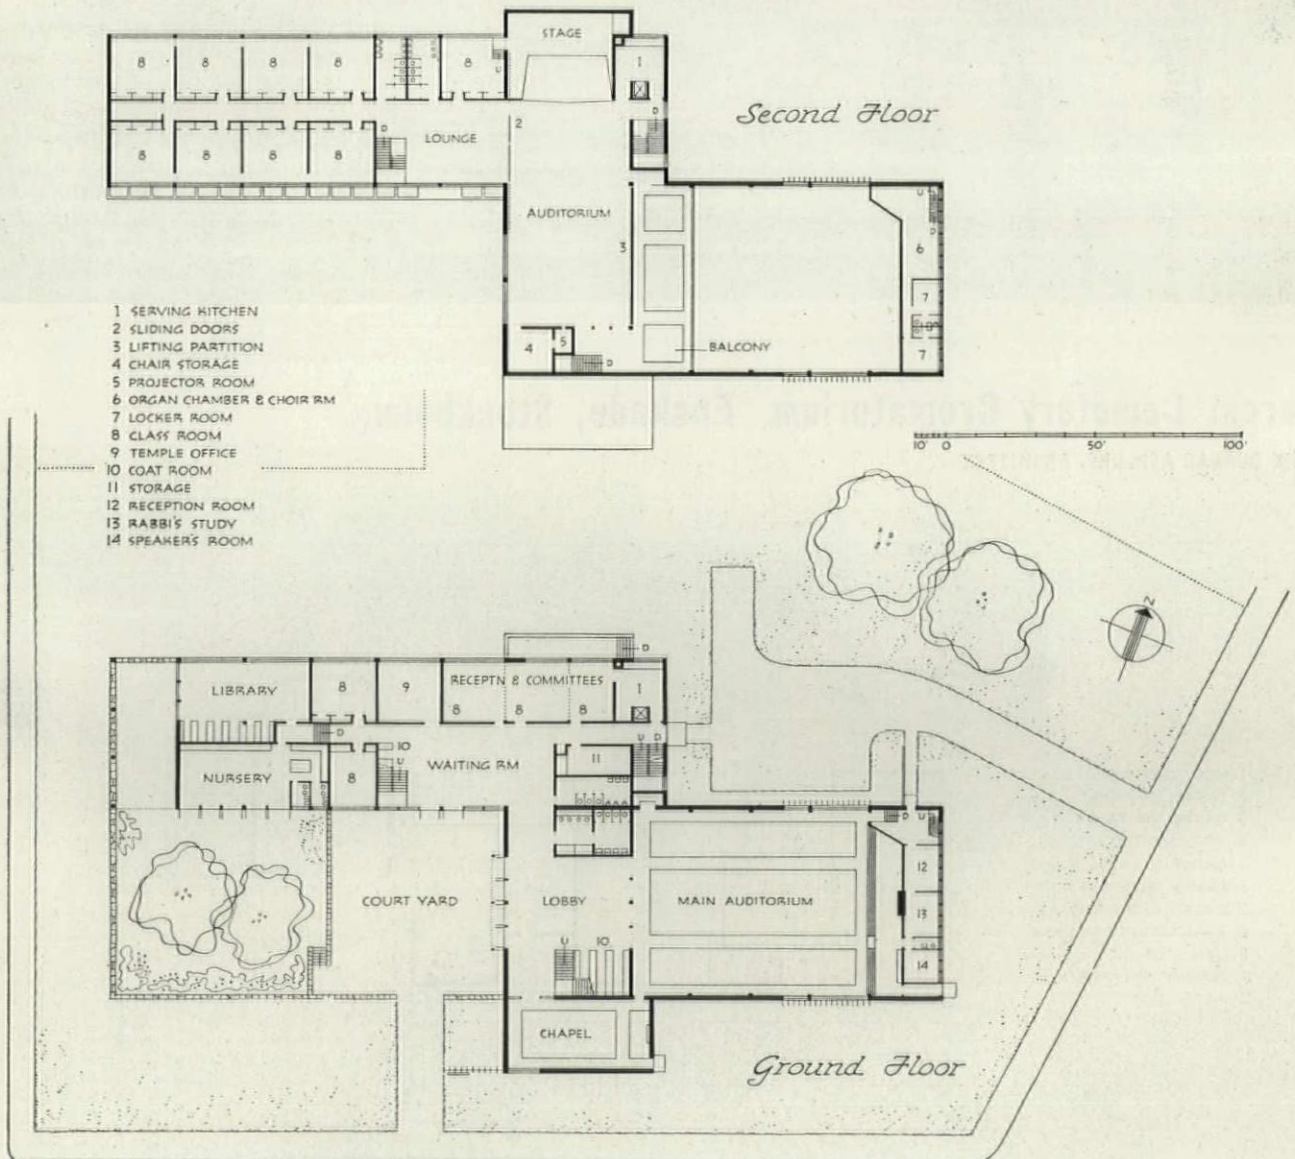 STAGE
8 8 8 8 8
U
1
D
Second Floor
LOUNGE
2
D
8 8 8 8
AUDITORIUM
3
U
D
6
7
7
4
5
D
BALCONY
1 SERVING KITCHEN
2 SLIDING DOORS
3 LIFTING PARTITION
4 CHAIR STORAGE
5 PROJECTOR ROOM
6 ORGAN CHAMBER & CHOIR RM
7 LOCKER ROOM
8 CLASS ROOM
9 TEMPLE OFFICE
10 COAT ROOM
11 STORAGE
12 RECEPTION ROOM
13 RABBI'S STUDY
14 SPEAKER'S ROOM
10' 0 50' 100'
N
D
LIBRARY
8
9
RECEPTN & COMMITTEES
8 8 8
1
D
U D
10
U
WAITING RM
11
NURSERY
8
D U
12
COURT YARD
LOBBY
MAIN AUDITORIUM
13
U
10
14
CHAPEL
Ground Floor